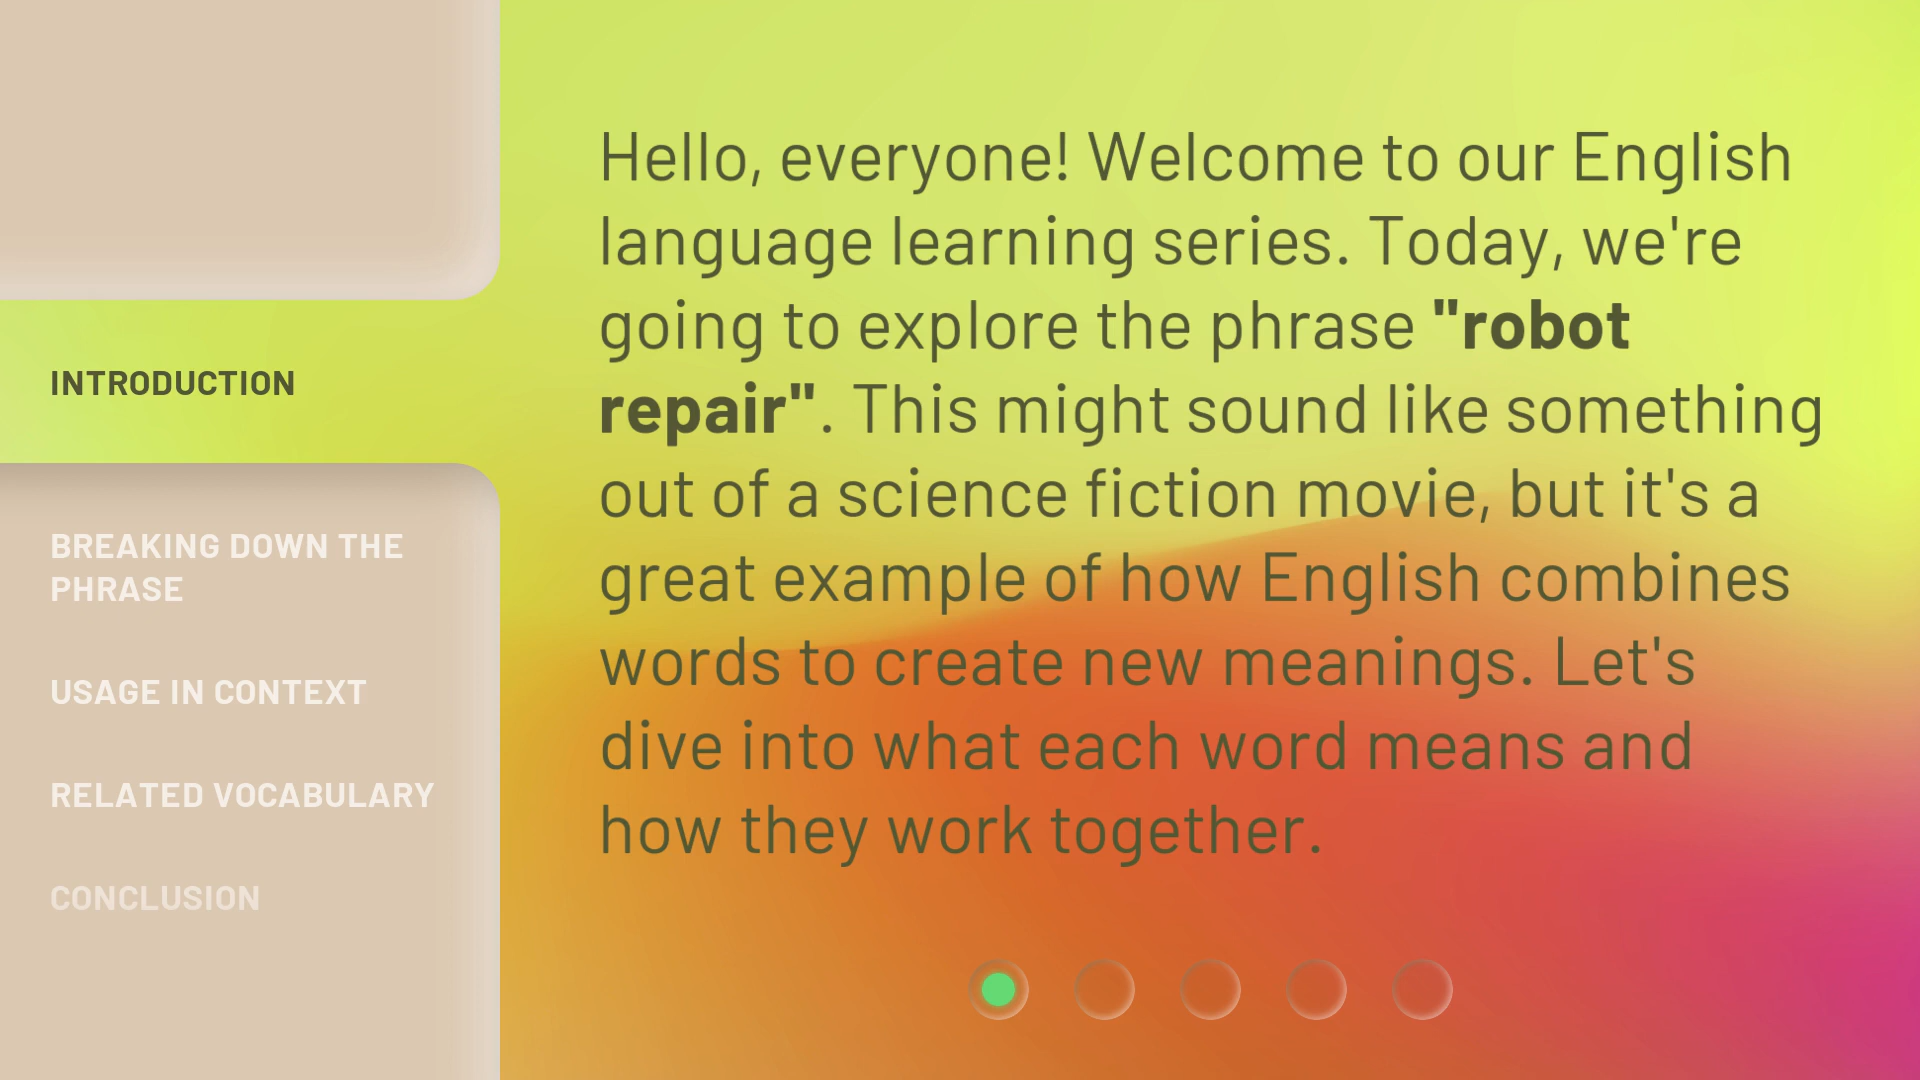 INTRODUCTION
BREAKING DOWN THE
PHRASE
USAGE IN CONTEXT
RELATED VOCABULARY
CONCLUSION
Hello, everyone! Welcome to our English
language learning series. Today, we're
going to explore the phrase "robot
repair". This might sound like something
out of a science fiction movie, but it's a
great example of how English combines
words to create new meanings. Let's
dive into what each word means and
how they work together.